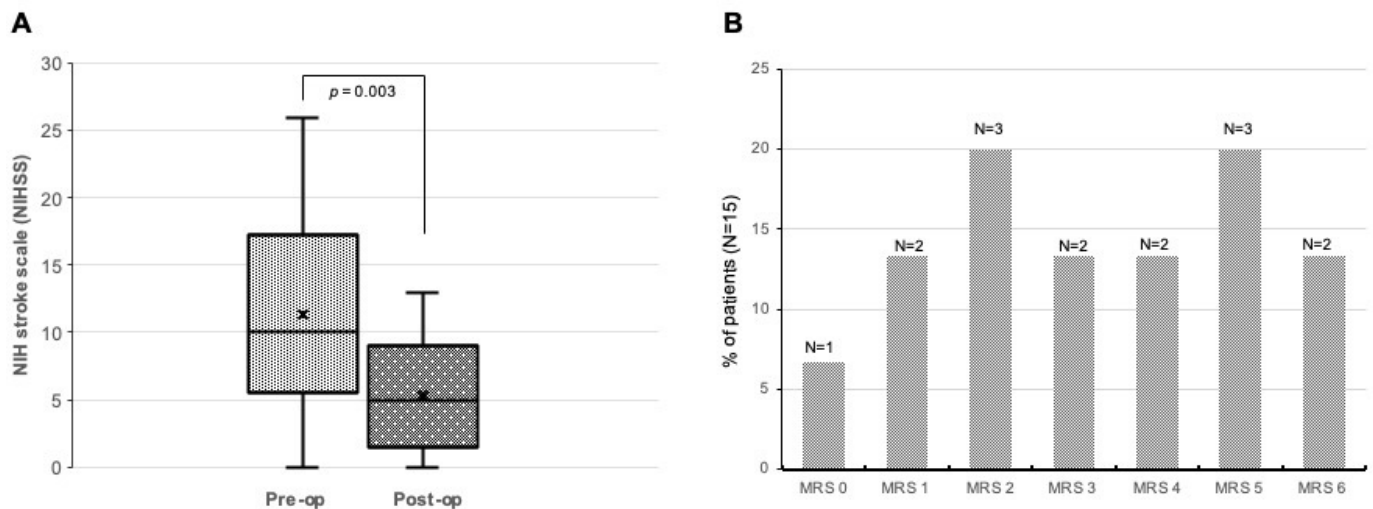 A
NIH stroke scale (NIHSS)
30
25
20
15
10
5
0
p = 0.003
Pre-op
Post-op
B
% of patients (N=15)
25
20
15
10
5
0
N=1
N=2
N=3
N=2
N=2
N=3
N=2
MRS 0
MRS 1
MRS 2
MRS 3
MRS 4
MRS 5
MRS 6